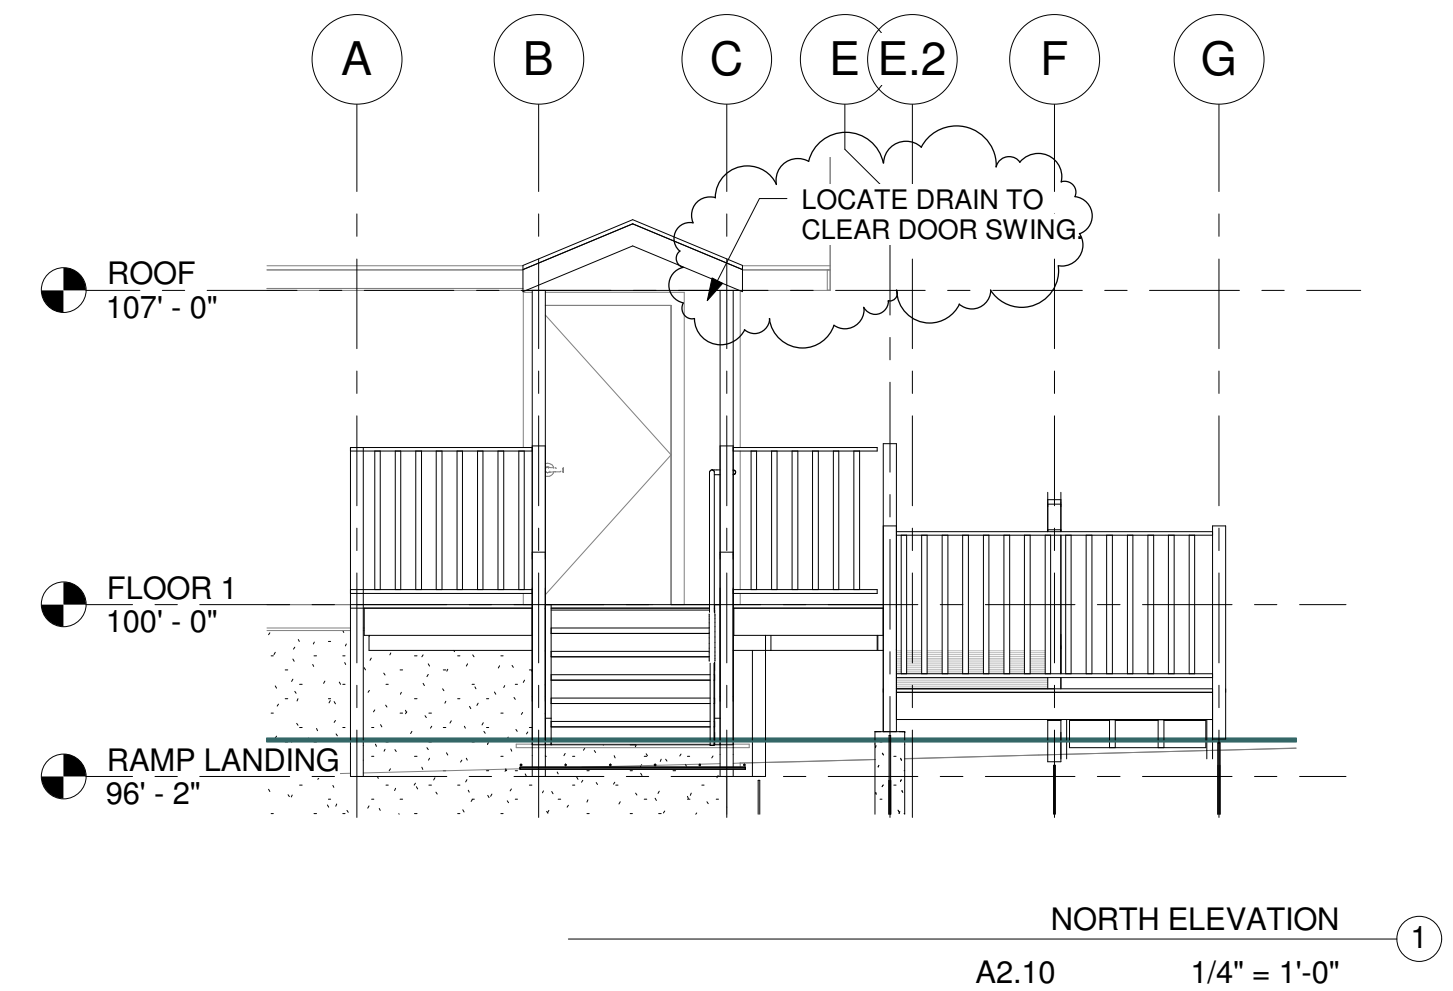 A B C E E.2 F G
LOCATE DRAIN TO
CLEAR DOOR SWING.
ROOF
107' - 0"
FLOOR 1
100' - 0"
RAMP LANDING
96' - 2"
NORTH ELEVATION
1
A2.10 1/4" = 1'-0"